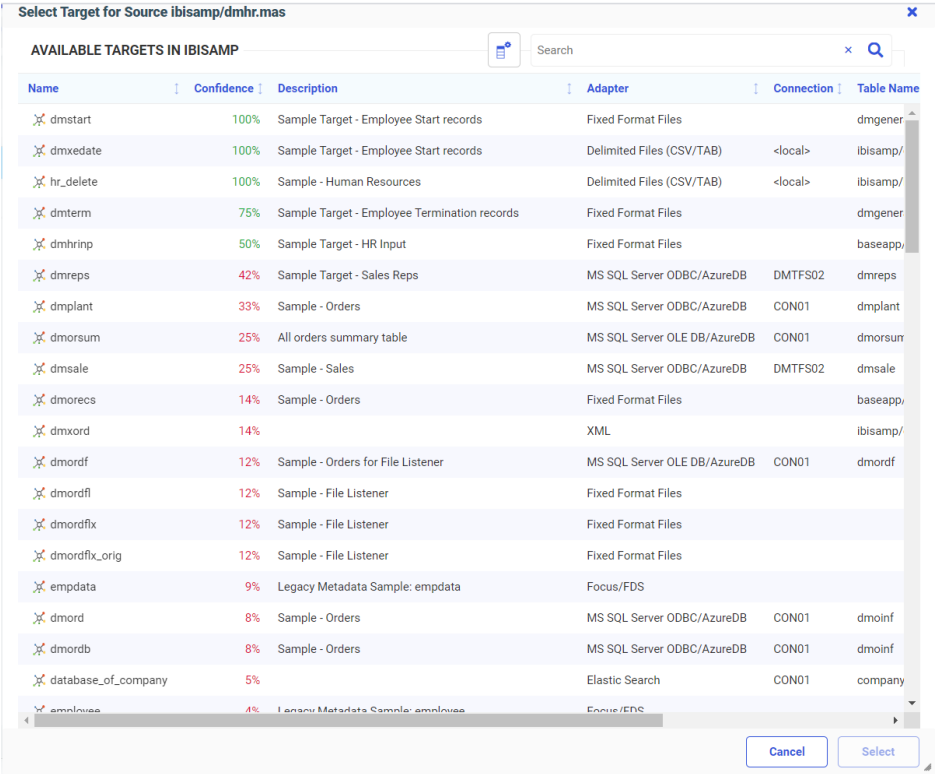 Select Target for Source ibisamp/dmhr.mas
AVAILABLE TARGETS IN IBISAMP Search
Name Confidence Description Adapter Connection Table Name
dmstart 100% Sample Target - Employee Start records Fixed Format Files dmgener
dmxedate 100% Sample Target - Employee Start records Delimited Files (CSV/TAB) <local> ibisamp/
hr_delete 100% Sample - Human Resources Delimited Files (CSV/TAB) <local> ibisamp/
dmterm 75% Sample Target - Employee Termination records Fixed Format Files dmgener
dmhrinp 50% Sample Target - HR Input Fixed Format Files baseapp/
dmreps 42% Sample Target - Sales Reps MS SQL Server ODBC/AzureDB DMTFS02 dmreps
dmplant 33% Sample - Orders MS SQL Server ODBC/AzureDB CON01 dmplant
dmorsum 25% All orders summary table MS SQL Server OLE DB/AzureDB CON01 dmorsum
dmsale 25% Sample - Sales MS SQL Server ODBC/AzureDB DMTFS02 dmsale
dmorecs 14% Sample - Orders Fixed Format Files baseapp/
dmxord 14% XML ibisamp/
dmordf 12% Sample - Orders for File Listener MS SQL Server OLE DB/AzureDB CON01 dmordf
dmordfl 12% Sample - File Listener Fixed Format Files
dmordflx 12% Sample - File Listener Fixed Format Files
dmordflx_orig 12% Sample - File Listener Fixed Format Files
empdata 9% Legacy Metadata Sample: empdata Focus/FDS
dmord 8% Sample - Orders MS SQL Server ODBC/AzureDB CON01 dmoinf
dmordb 8% Sample - Orders MS SQL Server ODBC/AzureDB CON01 dmoinf
database_of_company 5% Elastic Search CON01 company
employee 4% Legacy Metadata Sample: employee Focus/FDS
Cancel Select